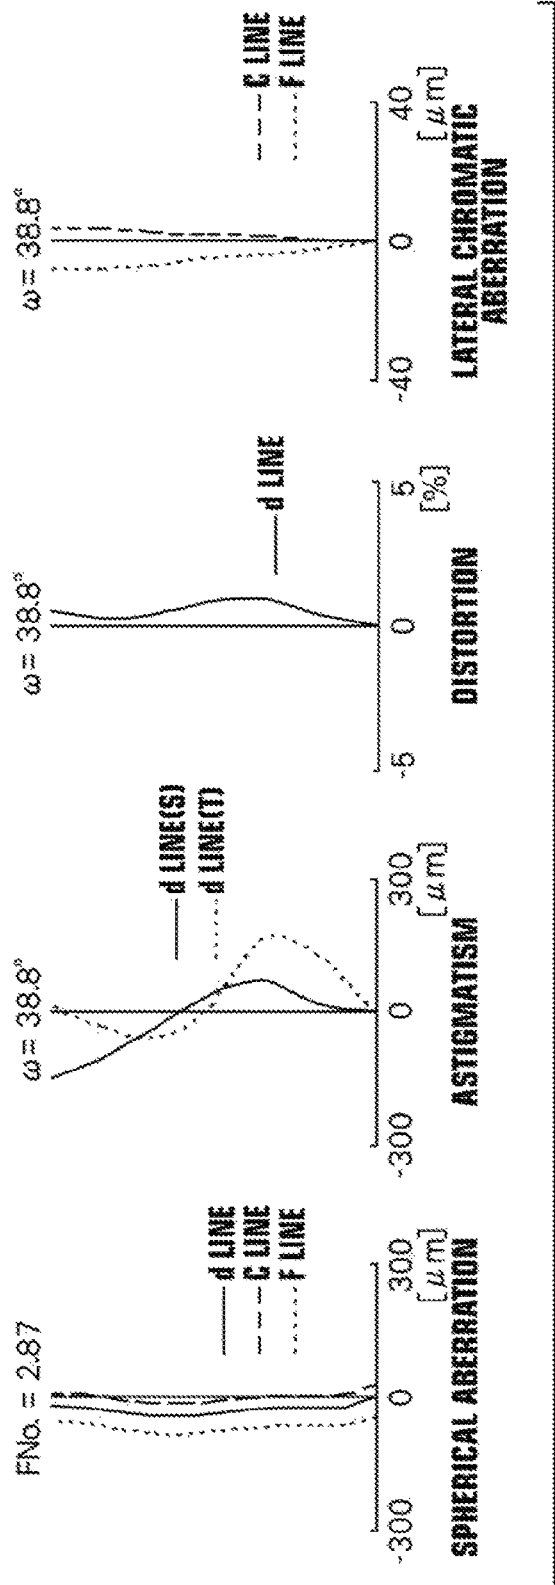 FNo. = 2.87
d LINE
C LINE
F LINE
-300
0
300
[μm]
SPHERICAL ABERRATION
ω = 38.8°
d LINE(S)
d LINE(T)
-300
0
300
[μm]
ASTIGMATISM
ω = 38.8°
d LINE
-5
0
5
[%]
DISTORTION
ω = 38.8°
C LINE
F LINE
-40
0
40
[μm]
LATERAL CHROMATIC
ABERRATION